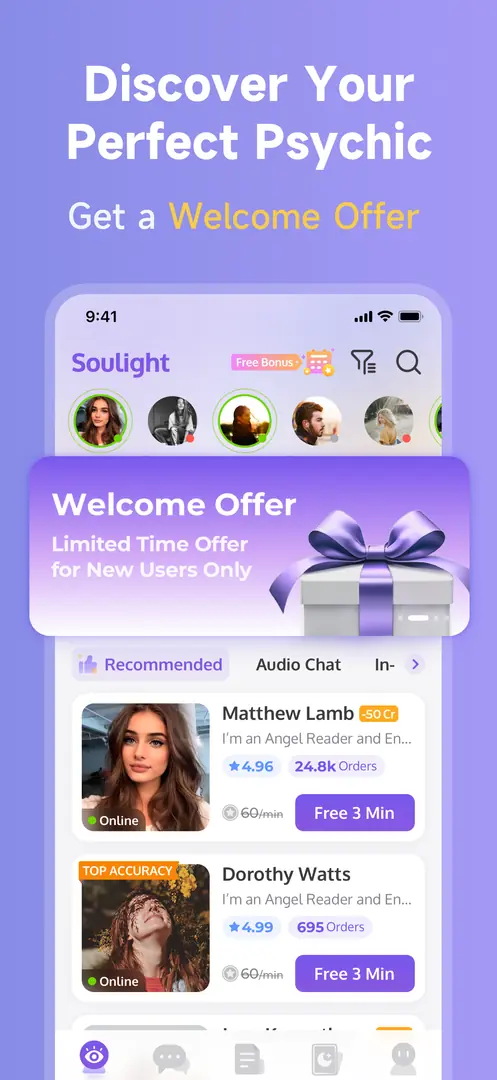 Discover Your
Perfect Psychic
Get a Welcome Offer
9:41
Soulight
Free Bonus
Welcome Offer
Limited Time Offer
for New Users Only
Recommended
Audio Chat
In-
Matthew Lamb
-50 Cr
I'm an Angel Reader and En...
4.96
24.8k Orders
Online
60/min
Free 3 Min
TOP ACCURACY
Dorothy Watts
I'm an Angel Reader and En...
4.99
695 Orders
Online
60/min
Free 3 Min